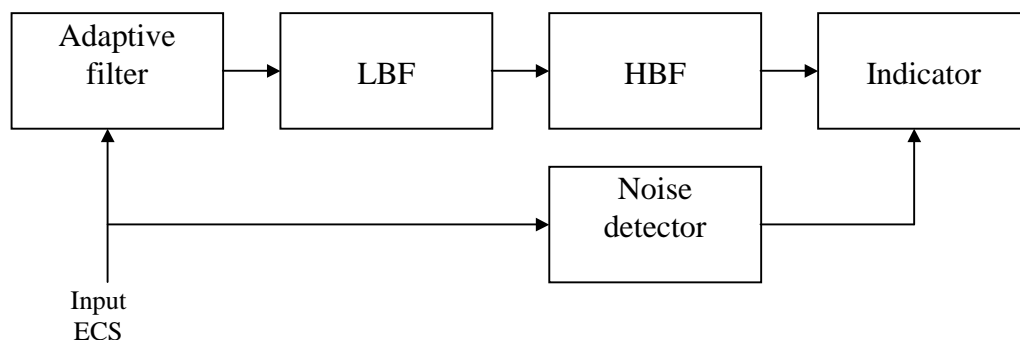 Adaptive
filter
LBF
HBF
Indicator
Noise
detector
Input
ECS